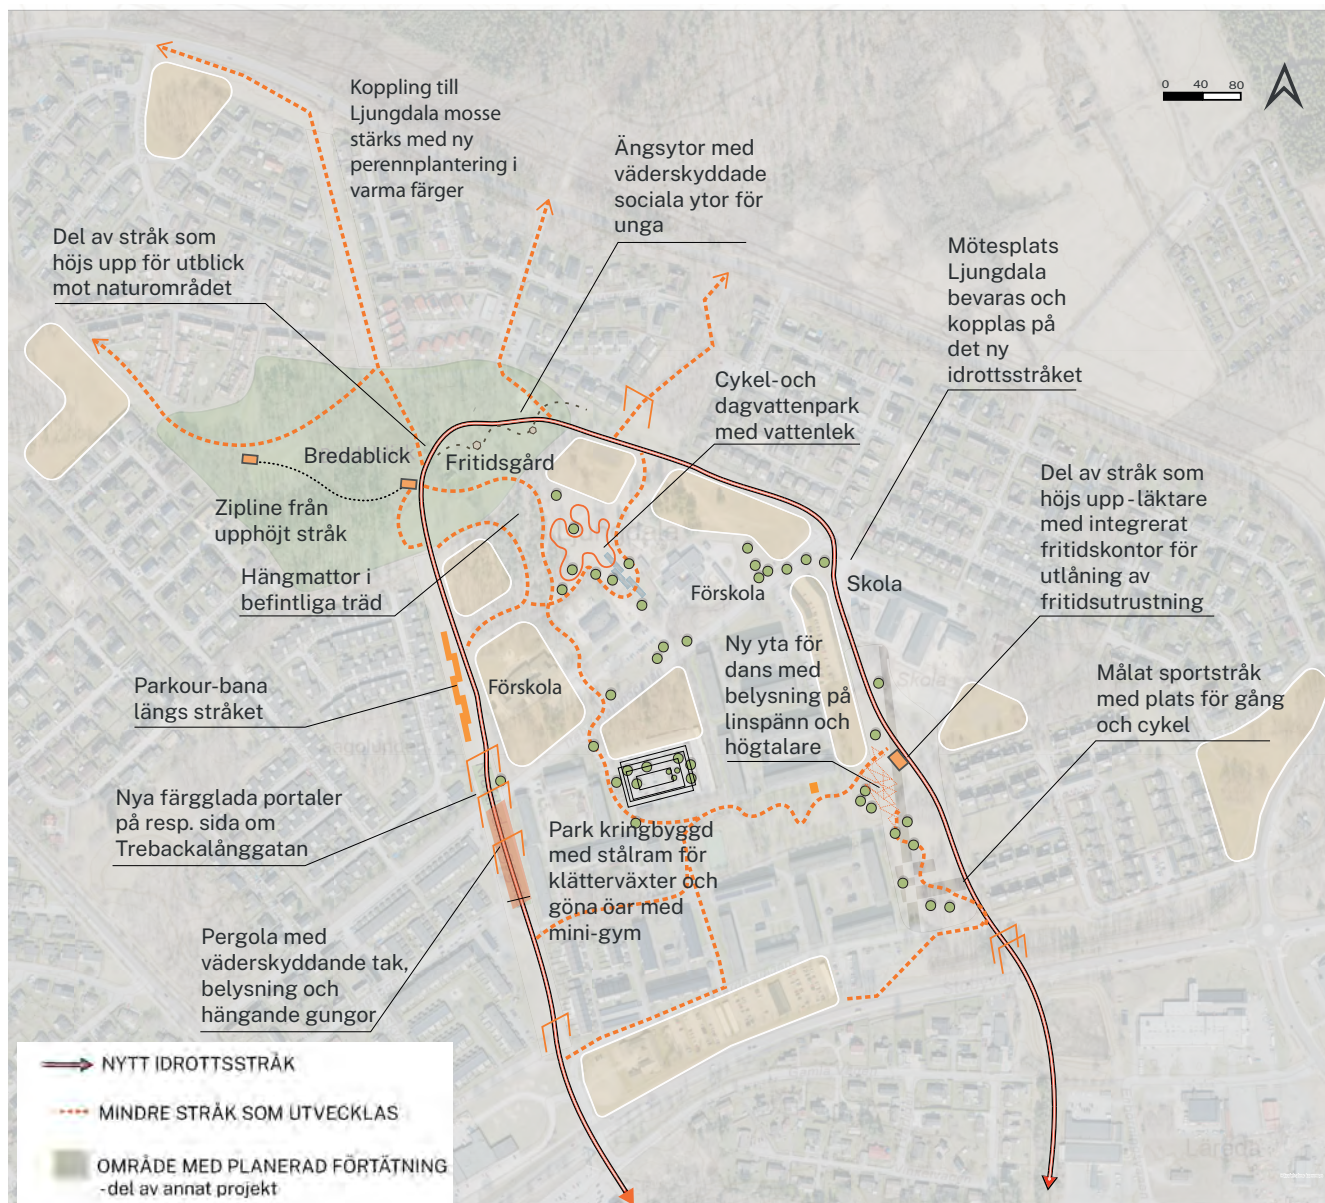 Koppling till
Ljungdala mosse
stärks med ny
perennplantering i
varma färger
0 40 80
Ängsytor med
väderskyddade
sociala ytor för
unga
Del av stråk som
höjs upp för utblick
mot naturområdet
Mötesplats
Ljungdala
bevaras och
kopplas på
det ny
idrottsstråket
Cykel-och
dagvattenpark
med vattenlek
Bredablick
Fritidsgård
Del av stråk som
höjs upp - läktare
med integrerat
fritidskontor för
utlåning av
fritidsutrustning
Zipline från
upphöjt stråk
Hängmattor i
befintliga träd
Förskola
Skola
Ny yta för
dans med
belysning på
linspänn och
högtalare
Förskola
Parkour-bana
längs stråket
Målat sportstråk
med plats för gång
och cykel
Skola
Nya färgglada portaler
på resp. sida om
Trebackalånggatan
Park kringbyggd
med stålram för
klätterväxter och
göna öar med
mini-gym
Pergola med
väderskyddande tak,
belysning och
hängande gungor
NYTT IDROTTSSTRÅK
MINDRE STRÅK SOM UTVECKLAS
OMRÅDE MED PLANERAD FÖRTÄTNING
-del av annat projekt